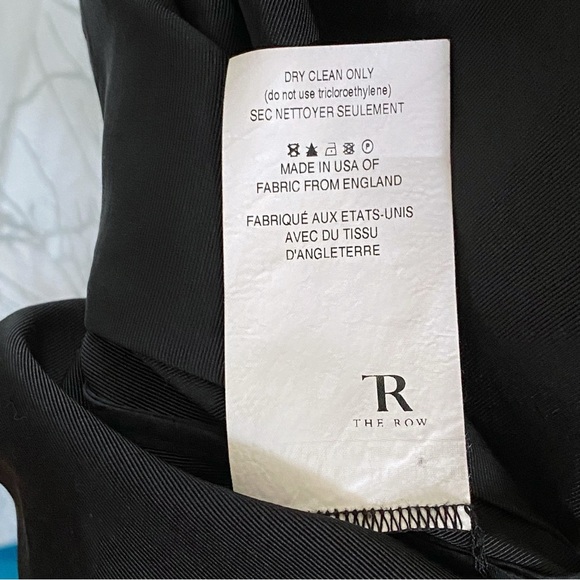 DRY CLEAN ONLY
(do not use tricloroethylene)
SEC NETTOYER SEULEMENT
MADE IN USA OF
FABRIC FROM ENGLAND
FABRIQUÉ AUX ETATS-UNIS
AVEC DU TISSU
D'ANGLETERRE
TR
THE ROW